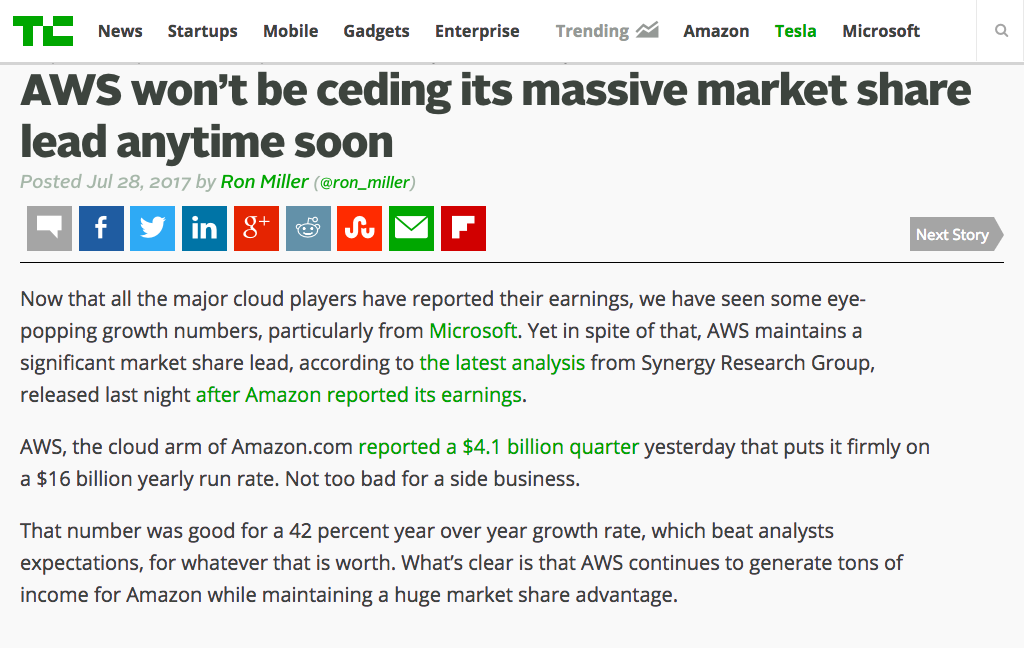 TC News Startups Mobile Gadgets Enterprise Trending Amazon Tesla Microsoft
AWS won’t be ceding its massive market share
lead anytime soon
Posted Jul 28, 2017 by Ron Miller (@ron_miller)
f in g+
Next Story
Now that all the major cloud players have reported their earnings, we have seen some eye-
popping growth numbers, particularly from Microsoft. Yet in spite of that, AWS maintains a
significant market share lead, according to the latest analysis from Synergy Research Group,
released last night after Amazon reported its earnings.
AWS, the cloud arm of Amazon.com reported a $4.1 billion quarter yesterday that puts it firmly on
a $16 billion yearly run rate. Not too bad for a side business.
That number was good for a 42 percent year over year growth rate, which beat analysts
expectations, for whatever that is worth. What’s clear is that AWS continues to generate tons of
income for Amazon while maintaining a huge market share advantage.